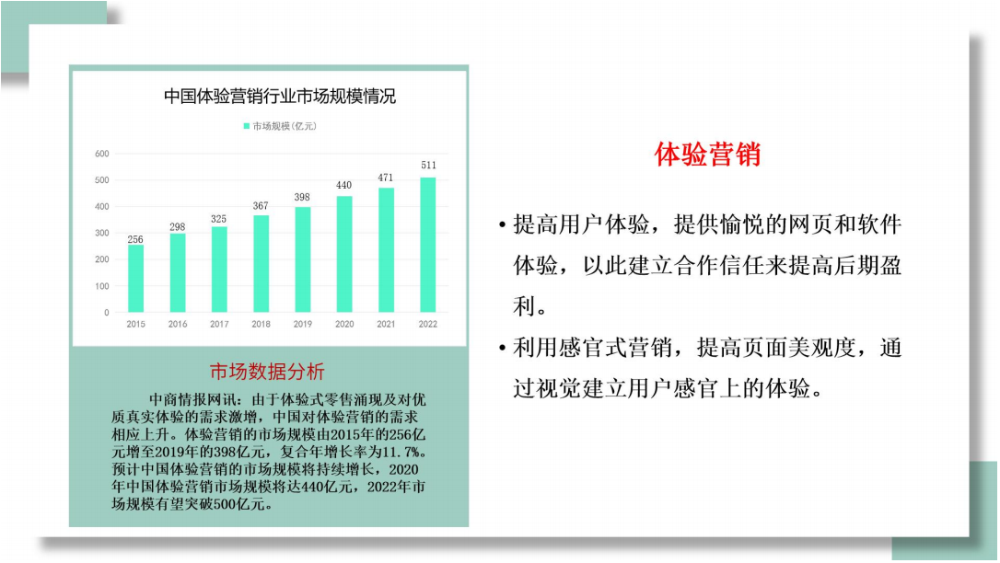 中国体验营销行业市场规模情况
市场规模(亿元)
600
500
400
300
200
100
0
256
298
325
367
398
440
471
511
2015
2016
2017
2018
2019
2020
2021
2022
市场数据分析
中商情报网讯：由于体验式零售涌现及对优
质真实体验的需求激增，中国对体验营销的需求
相应上升。体验营销的市场规模由2015年的256亿
元增至2019年的398亿元，复合年增长率为11.7%。
预计中国体验营销的市场规模将持续增长，2020
年中国体验营销市场规模将达440亿元，2022年市
场规模有望突破500亿元。
体验营销
•提高用户体验，提供愉悦的网页和软件
体验，以此建立合作信任来提高后期盈
利。
•利用感官式营销，提高页面美观度，通
过视觉建立用户感官上的体验。